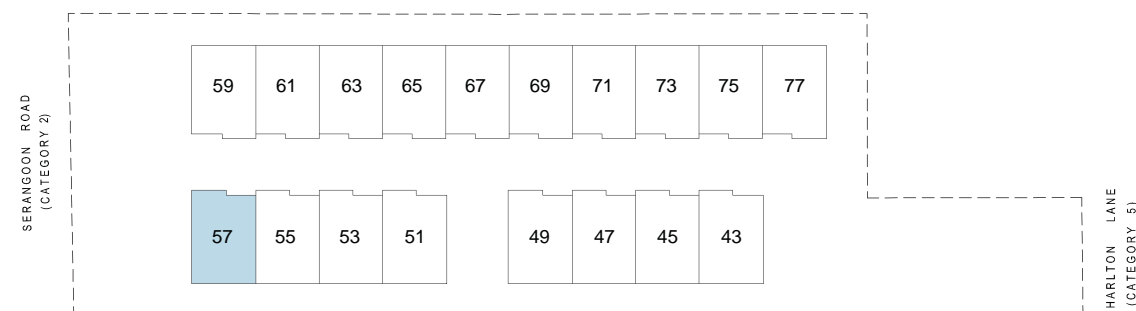 SERANGOON ROAD
(CATEGORY 2)
59 61 63 65 67 69 71 73 75 77
57 55 53 51 49 47 45 43
HARLTON LANE
(CATEGORY 5)